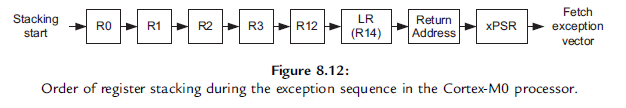 Stacking
start
R0
R1
R2
R3
R12
LR
(R14)
Return
Address
xPSR
Fetch
exception
vector
Figure 8.12:
Order of register stacking during the exception sequence in the Cortex-M0 processor.